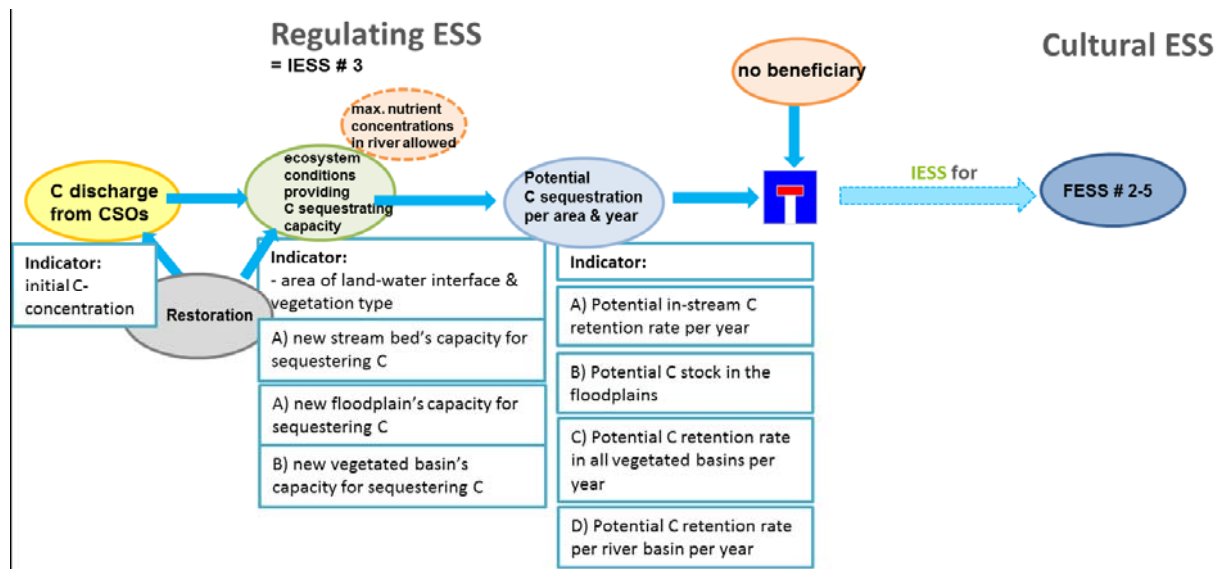 Regulating ESS
= IESS # 3
Cultural ESS
no beneficiary
max. nutrient
concentrations
in river allowed
C discharge
from CSOs
ecosystem
conditions
providing
C sequestrating
capacity
Potential
C sequestration
per area & year
IESS for
FESS # 2-5
Restoration
Indicator:
initial C-
concentration
Indicator:
- area of land-water interface &
vegetation type
A) new stream bed's capacity for
sequestering C
A) new floodplain's capacity for
sequestering C
B) new vegetated basin's
capacity for sequestering C
Indicator:
A) Potential in-stream C
retention rate per year
B) Potential C stock in the
floodplains
C) Potential C retention rate
in all vegetated basins per
year
D) Potential C retention rate
per river basin per year